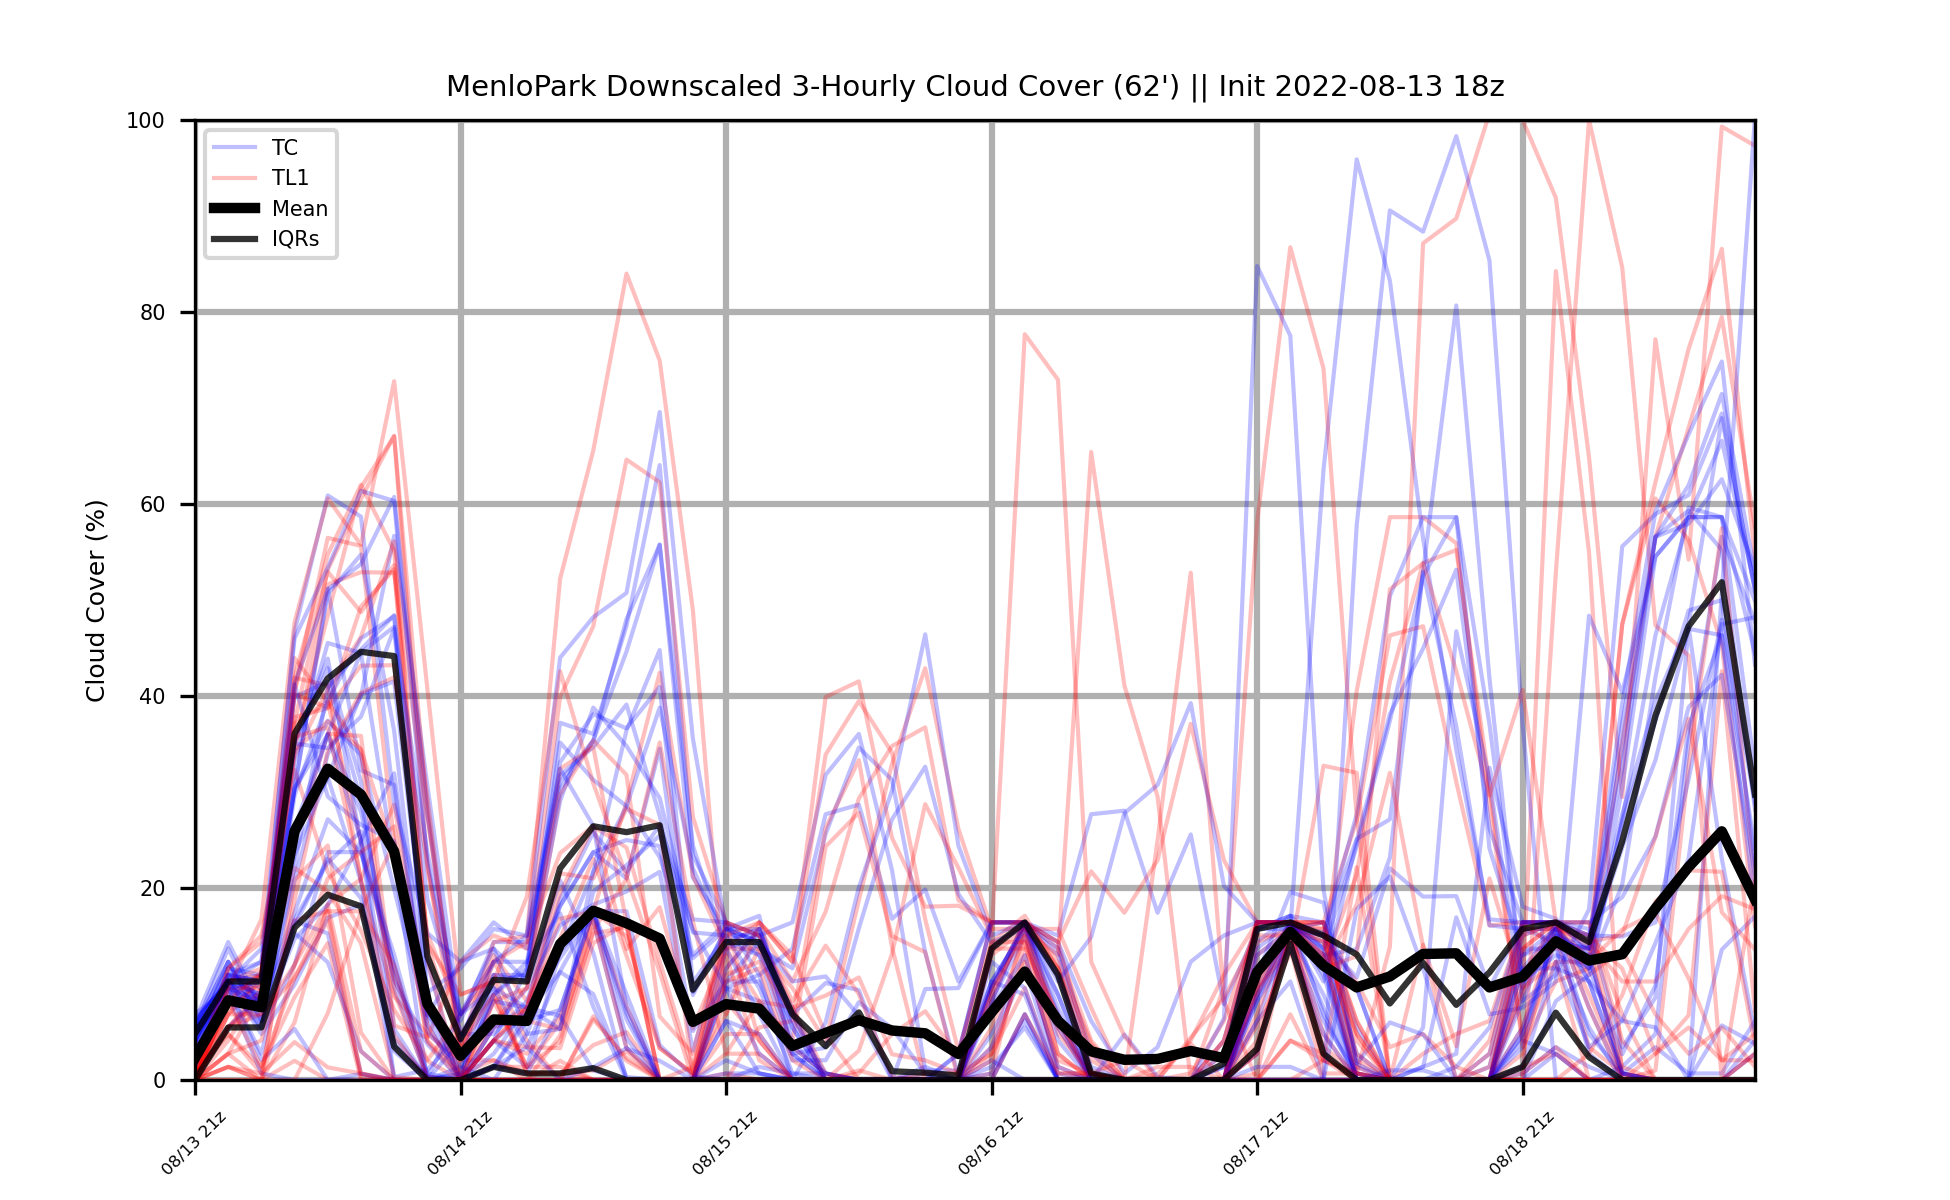 MenloPark Downscaled 3-Hourly Cloud Cover (62') || Init 2022-08-13 18z
100
80
60
40
20
0
Cloud Cover (%)
TC
TL1
Mean
IQRs
08/13 21z
08/14 21z
08/15 21z
08/16 21z
08/17 21z
08/18 21z